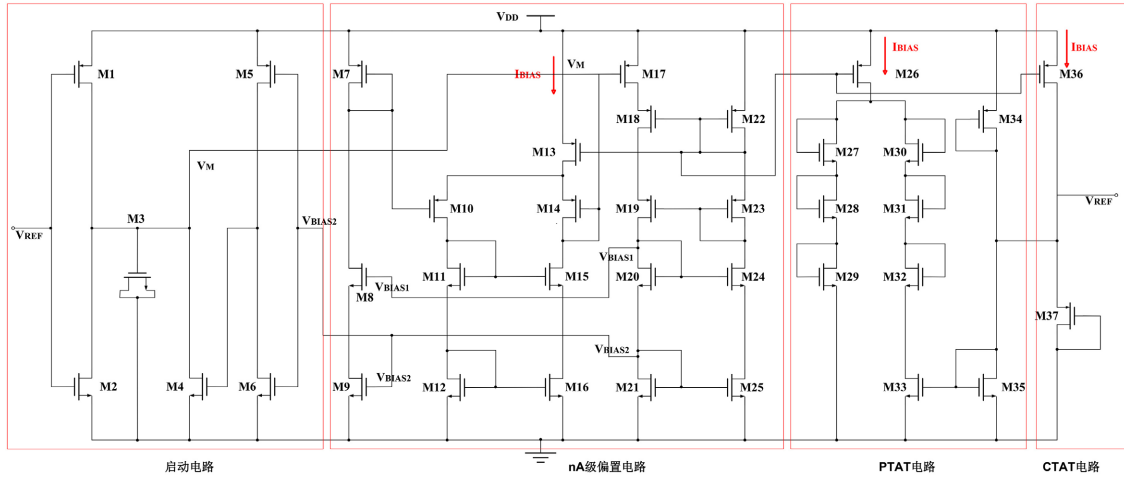 VDD
M1
M5
M7
IBIAS
VM
M17
M26
IBIAS
IBIAS
M36
M18
M22
M34
M13
M27
M30
VM
M10
M14
M19
M23
M28
M31
VREF
M3
VREF
VBIAS2
M11
M15
VBIAS1
M20
M24
M29
M32
M8
VBIAS1
M37
VBIAS2
M2
M4
M6
M9
VBIAS2
M12
M16
M21
M25
M33
M35
启动电路
nA级偏置电路
PTAT电路
CTAT电路